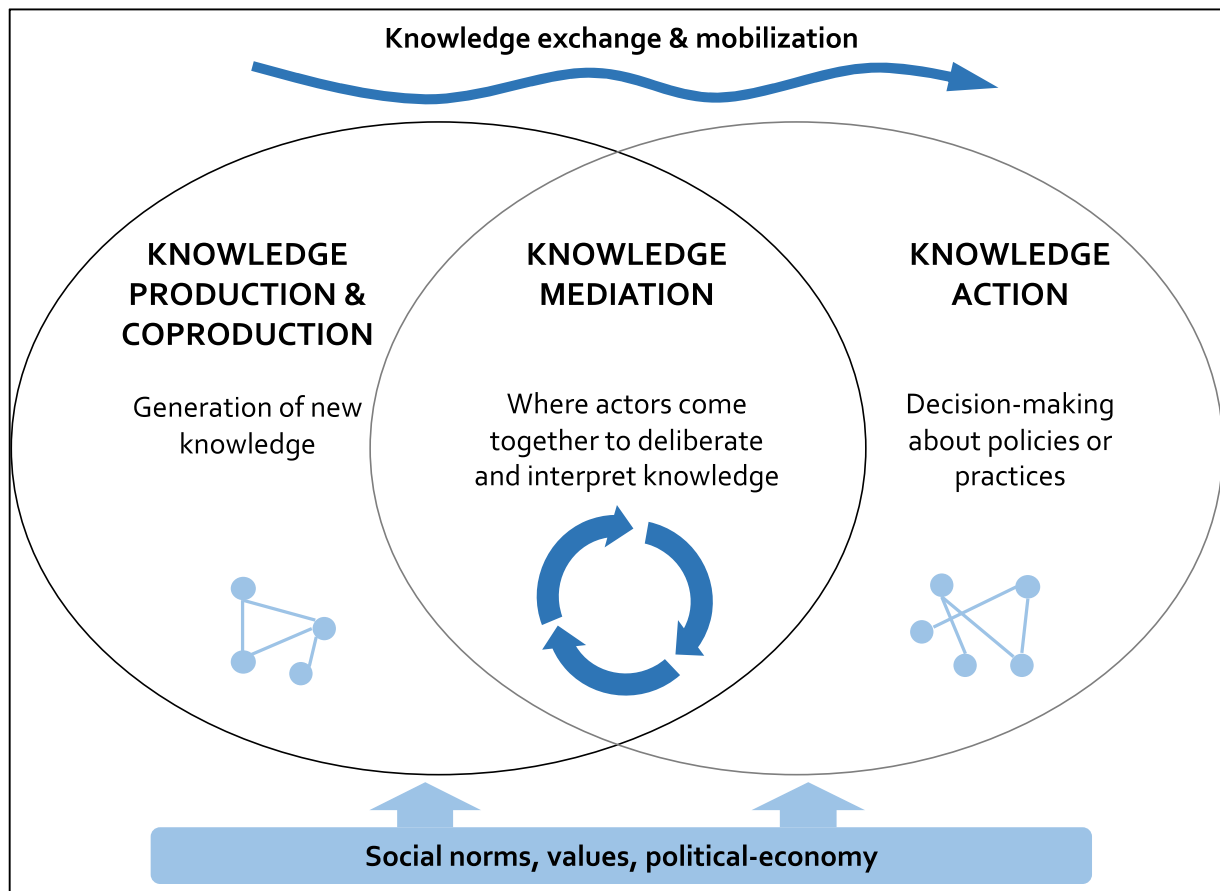 Knowledge exchange & mobilization
KNOWLEDGE
PRODUCTION &
COPRODUCTION
Generation of new
knowledge
KNOWLEDGE
MEDIATION
Where actors come
together to deliberate
and interpret knowledge
KNOWLEDGE
ACTION
Decision-making
about policies or
practices
Social norms, values, political-economy